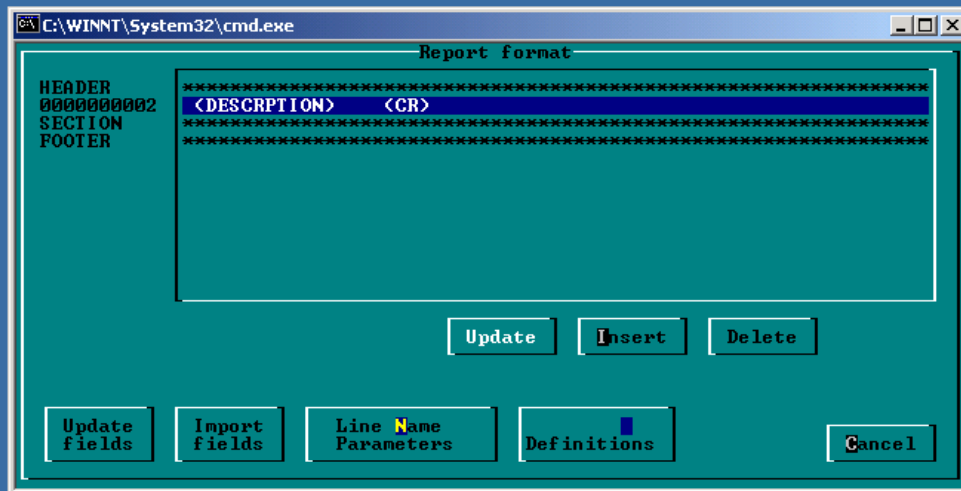 C:\WINNT\System32\cmd.exe
Report format
HEADER **************************************************************
0000000002 <DESCRPTION> <CR>
SECTION **************************************************************
FOOTER **************************************************************
Update Insert Delete
Update fields
Import fields
Line Name Parameters
Definitions
Cancel